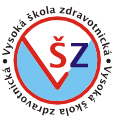 Vysoká škola zdravotnická • Vysoká škola zdravotnická •
VŠZ